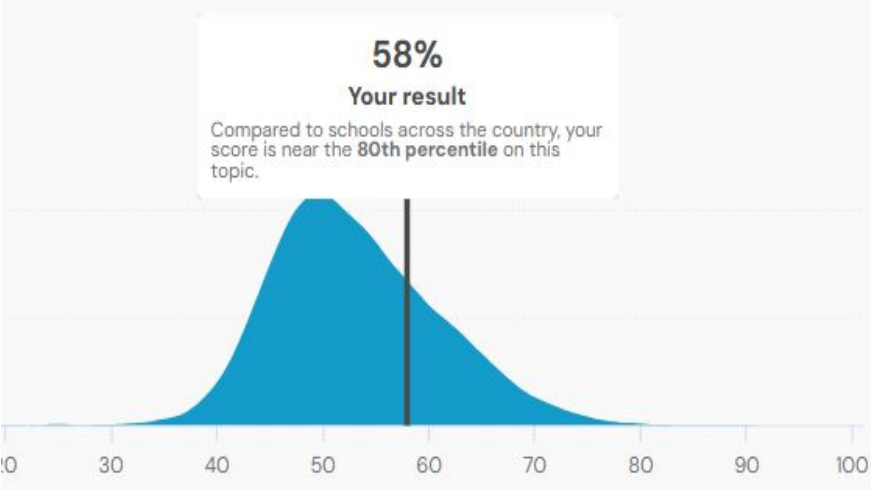 58%
Your result
Compared to schools across the country, your
score is near the 80th percentile on this
topic.
20 30 40 50 60 70 80 90 100